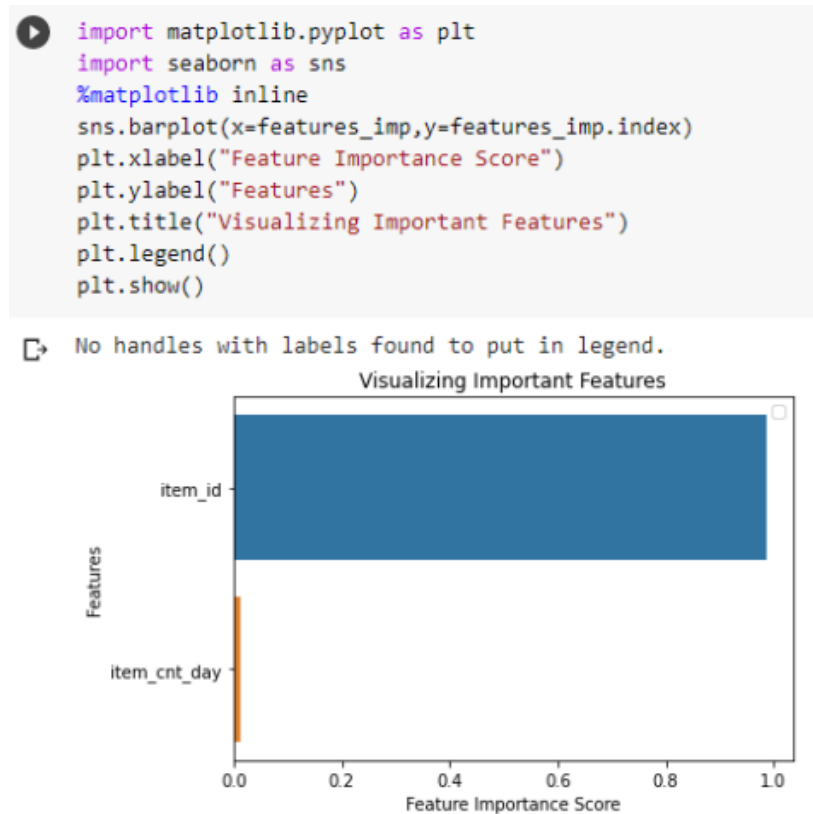 import matplotlib.pyplot as plt
import seaborn as sns
%matplotlib inline
sns.barplot(x=features_imp,y=features_imp.index)
plt.xlabel("Feature Importance Score")
plt.ylabel("Features")
plt.title("Visualizing Important Features")
plt.legend()
plt.show()
No handles with labels found to put in legend.
Visualizing Important Features
item_id
Features
item_cnt_day
0.0 0.2 0.4 0.6 0.8 1.0
Feature Importance Score